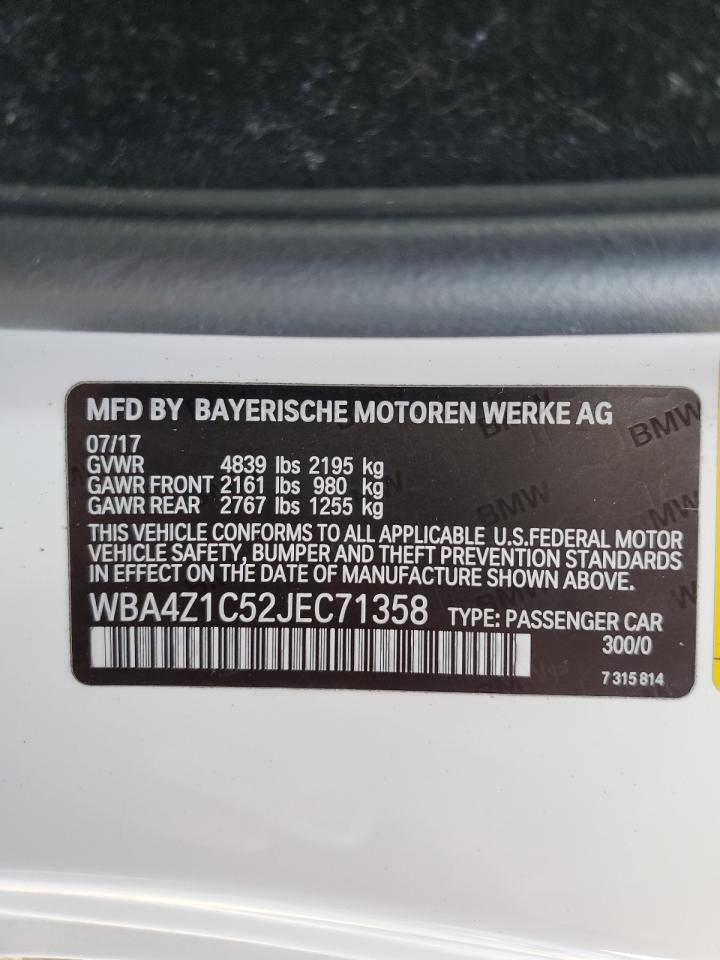 MFD BY BAYERISCHE MOTOREN WERKE AG
07/17
GVWR 4839 lbs 2195 kg
GAWR FRONT 2161 lbs 980 kg
GAWR REAR 2767 lbs 1255 kg
THIS VEHICLE CONFORMS TO ALL APPLICABLE U.S.FEDERAL MOTOR
VEHICLE SAFETY, BUMPER AND THEFT PREVENTION STANDARDS
IN EFFECT ON THE DATE OF MANUFACTURE SHOWN ABOVE.
WBA4Z1C52JEC71358 TYPE: PASSENGER CAR
300/0
7 315 814
BMW
BMW